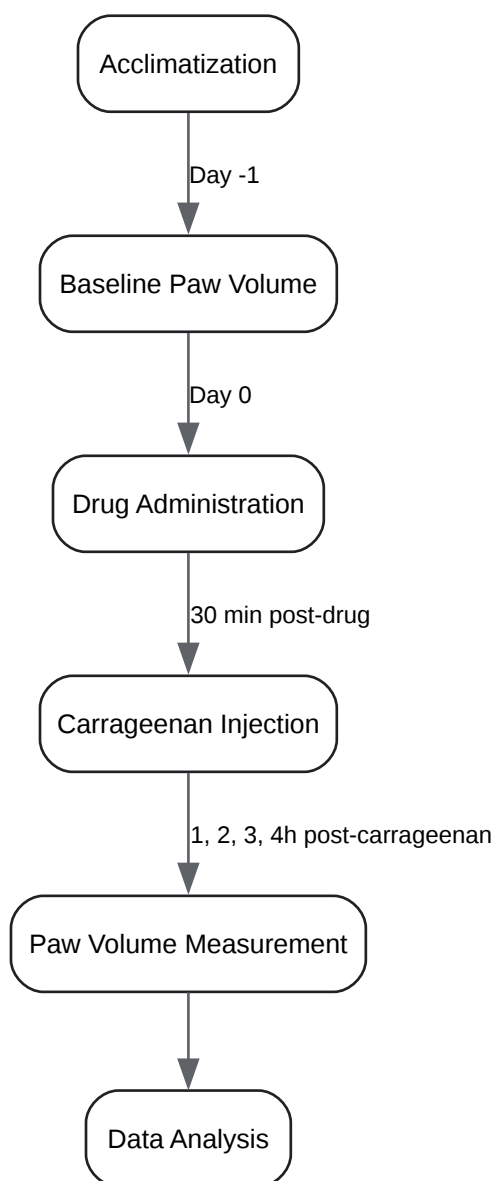 Acclimatization
Day -1
Baseline Paw Volume
Day 0
Drug Administration
30 min post-drug
Carrageenan Injection
1, 2, 3, 4h post-carrageenan
Paw Volume Measurement
Data Analysis